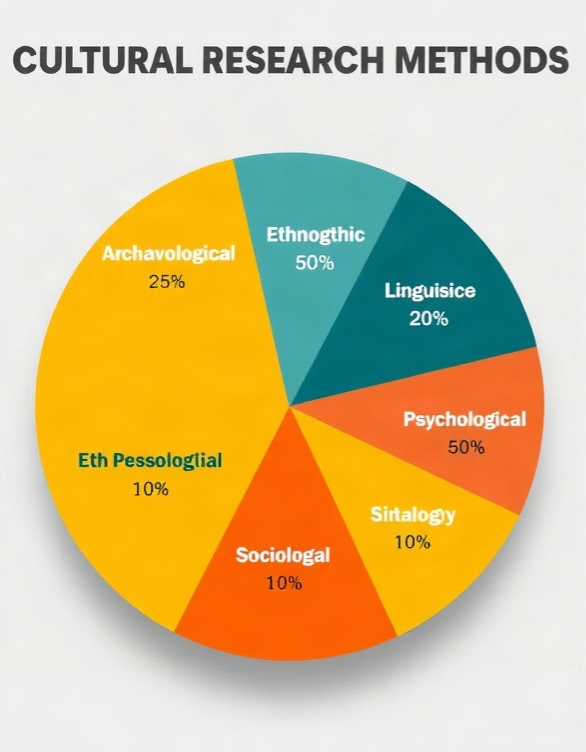 CULTURAL RESEARCH METHODS
Ethnogthic
50%
Linguisice
20%
Psychological
50%
Sirtalogy
10%
Sociologal
10%
Eth Pessologlial
10%
Archavological
25%